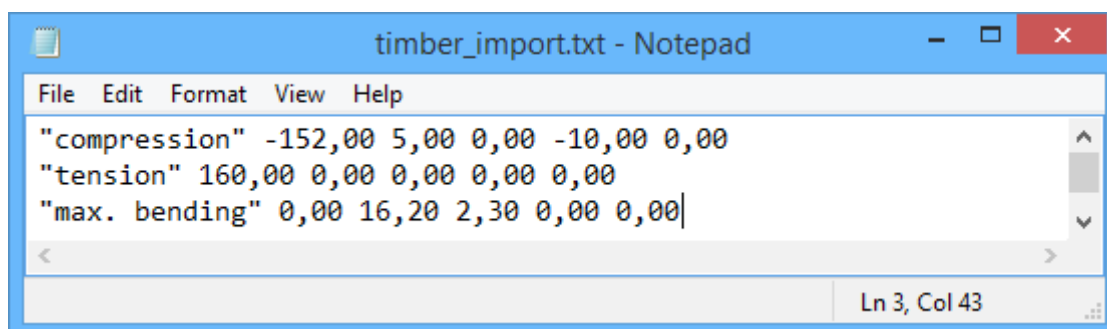 timber_import.txt - Notepad
File Edit Format View Help
"compression" -152,00 5,00 0,00 -10,00 0,00
"tension" 160,00 0,00 0,00 0,00 0,00
"max. bending" 0,00 16,20 2,30 0,00 0,00
Ln 3, Col 43